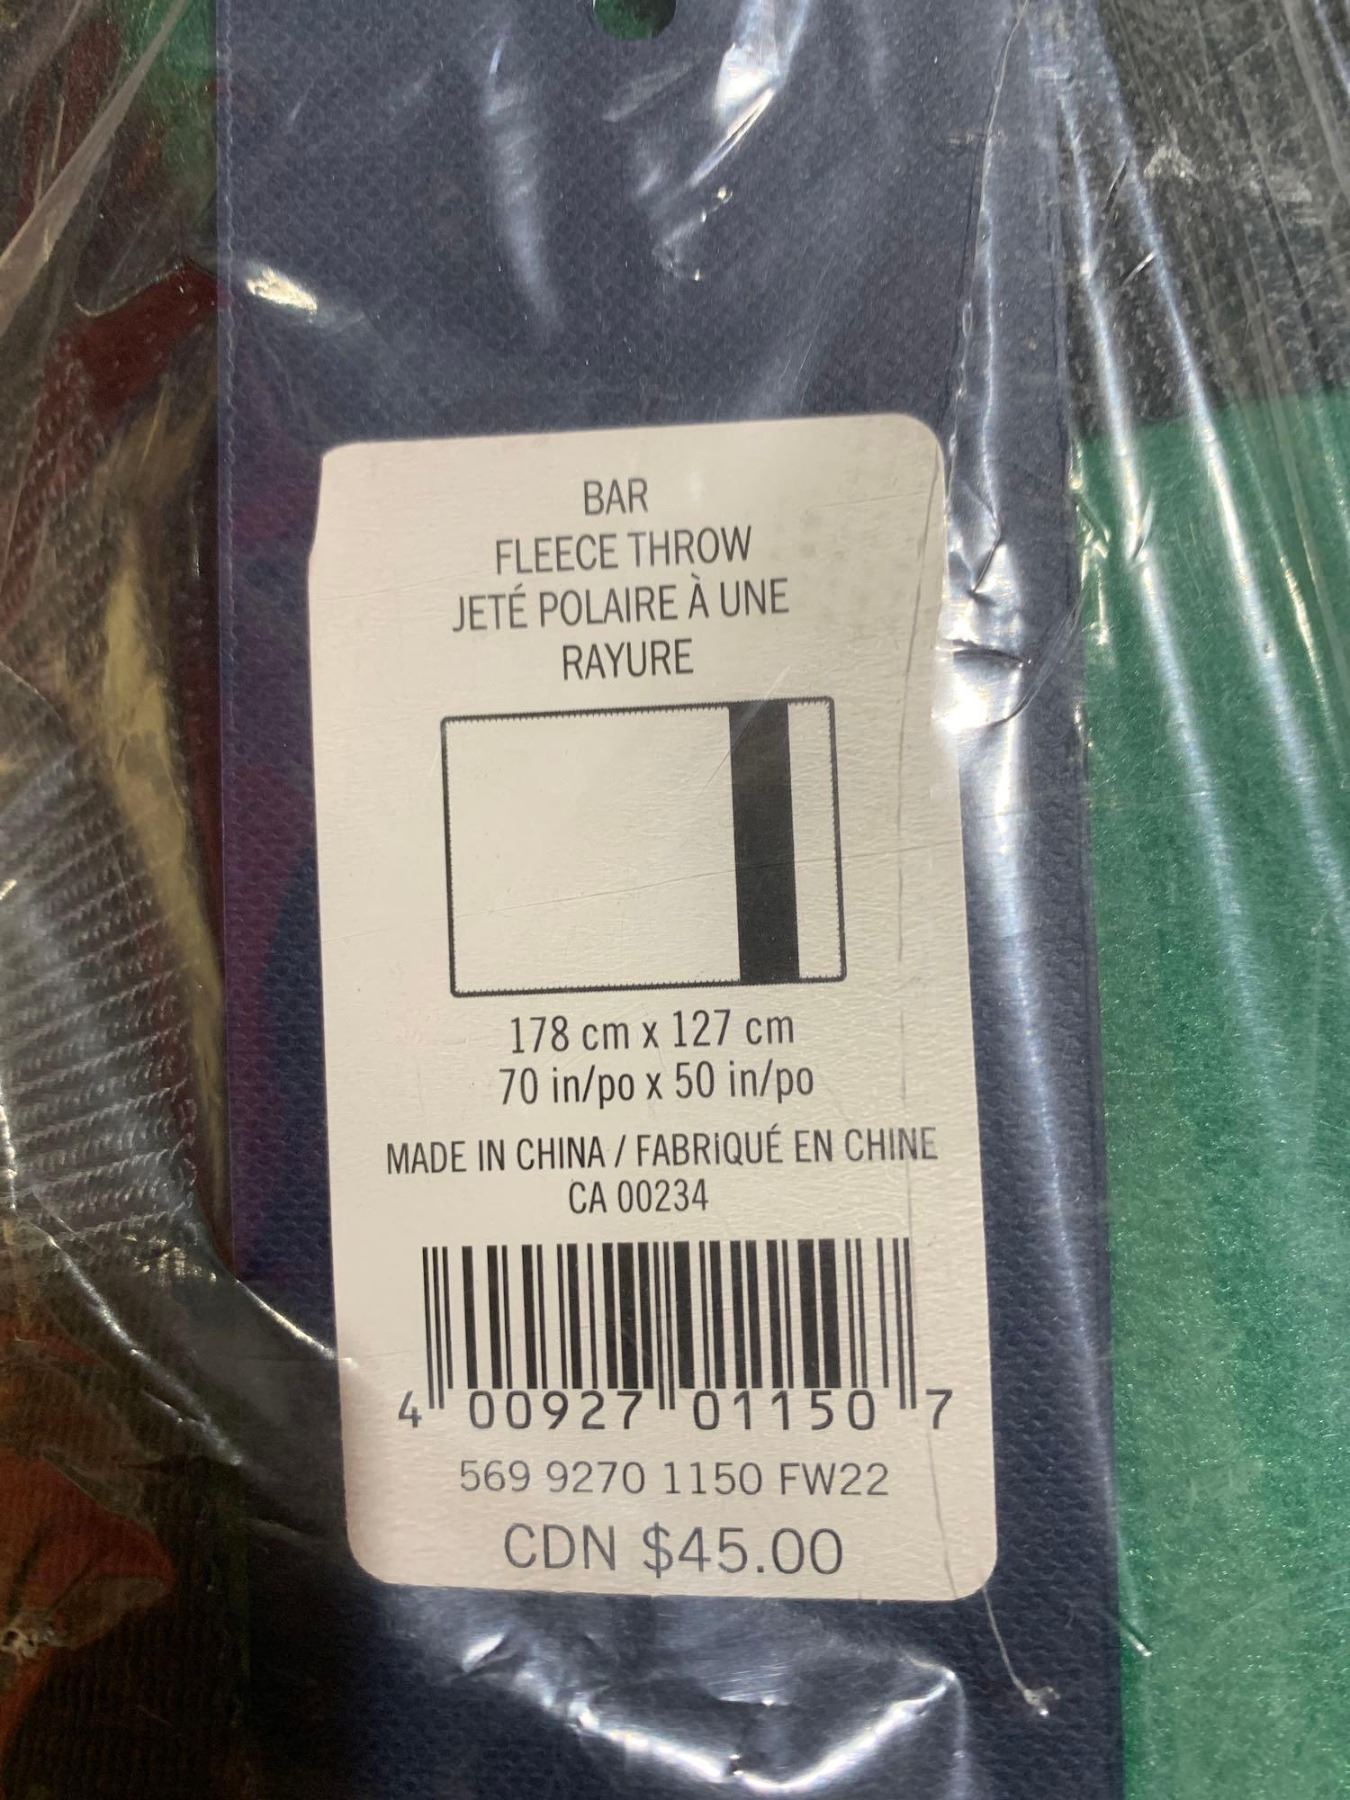 BAR
FLEECE THROW
JETÉ POLAIRE À UNE
RAYURE
178 cm x 127 cm
70 in/po x 50 in/po
MADE IN CHINA / FABRIQUÉ EN CHINE
CA 00234
4 00927 01150 7
569 9270 1150 FW22
CDN $45.00